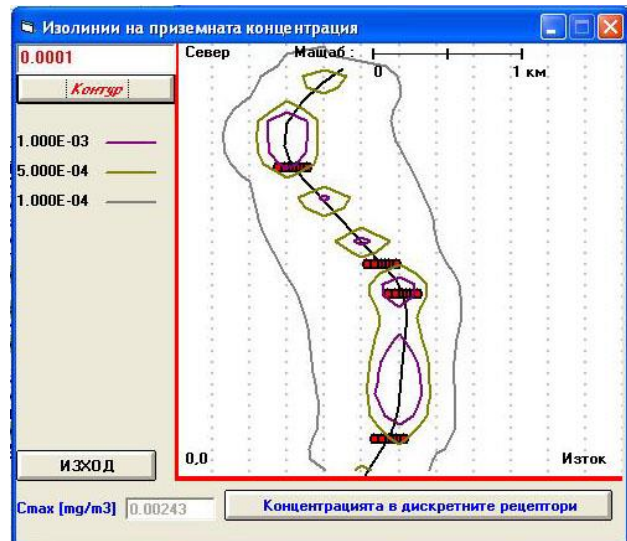 Изолинии на приземната концентрация
0.0001
Север
Мащаб :
0
1 км
Контур
1.000E-03
5.000E-04
1.000E-04
0,0
Изток
ИЗХОД
Cmax [mg/m3]
0.00243
Концентрацията в дискретните рецептори